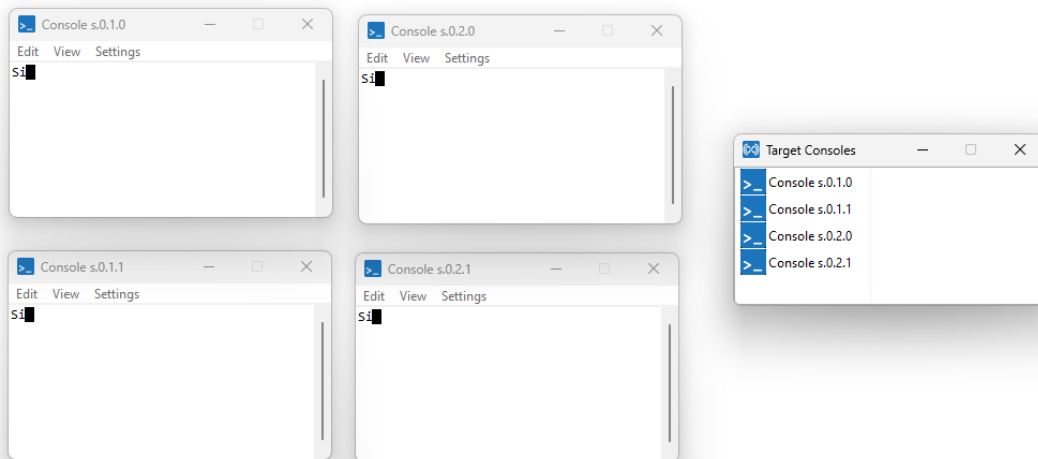 Console s.0.1.0
Edit View Settings
Si
Console s.0.2.0
Edit View Settings
Si
Console s.0.1.1
Edit View Settings
Si
Console s.0.2.1
Edit View Settings
Si
Target Consoles
Console s.0.1.0
Console s.0.1.1
Console s.0.2.0
Console s.0.2.1